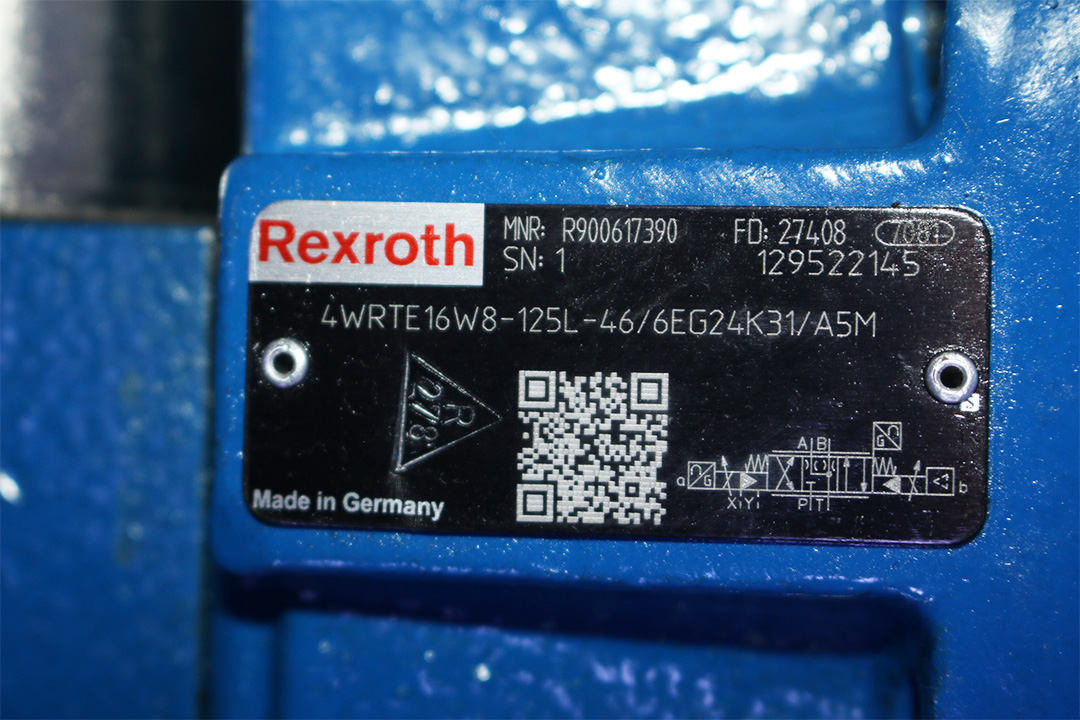 Rexroth
MNR: R900617390 FD: 27408 7081
SN: 1 129522145
4WRTE16W8-125L-46/6EG24K31/A5M
R
278
A B
G
a G b
X Y P T
T
Made in Germany